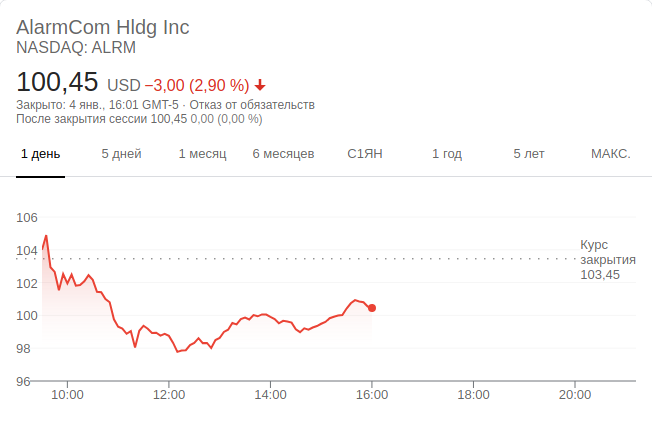 AlarmCom Hldg Inc
NASDAQ: ALRM
100,45 USD −3,00 (2,90 %)
Закрыто: 4 янв., 16:01 GMT-5 · Отказ от обязательств
После закрытия сессии 100,45 0,00 (0,00 %)
1 день 5 дней 1 месяц 6 месяцев С1ЯН 1 год 5 лет МАКС.
106
104
102
100
98
96
Курс
закрытия
103,45
10:00 12:00 14:00 16:00 18:00 20:00